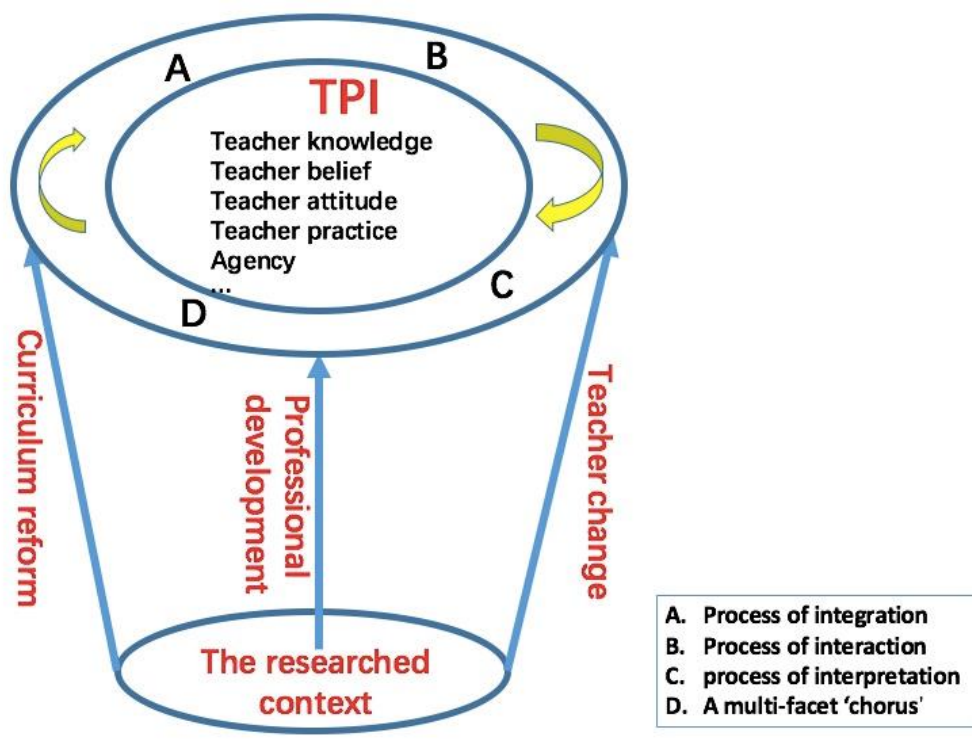 A
B
TPI
Teacher knowledge
Teacher belief
Teacher attitude
Teacher practice
Agency
...
C
D
Curriculum reform
Professional
development
Teacher change
The researched
context
A. Process of integration
B. Process of interaction
C. process of interpretation
D. A multi-facet ‘chorus'